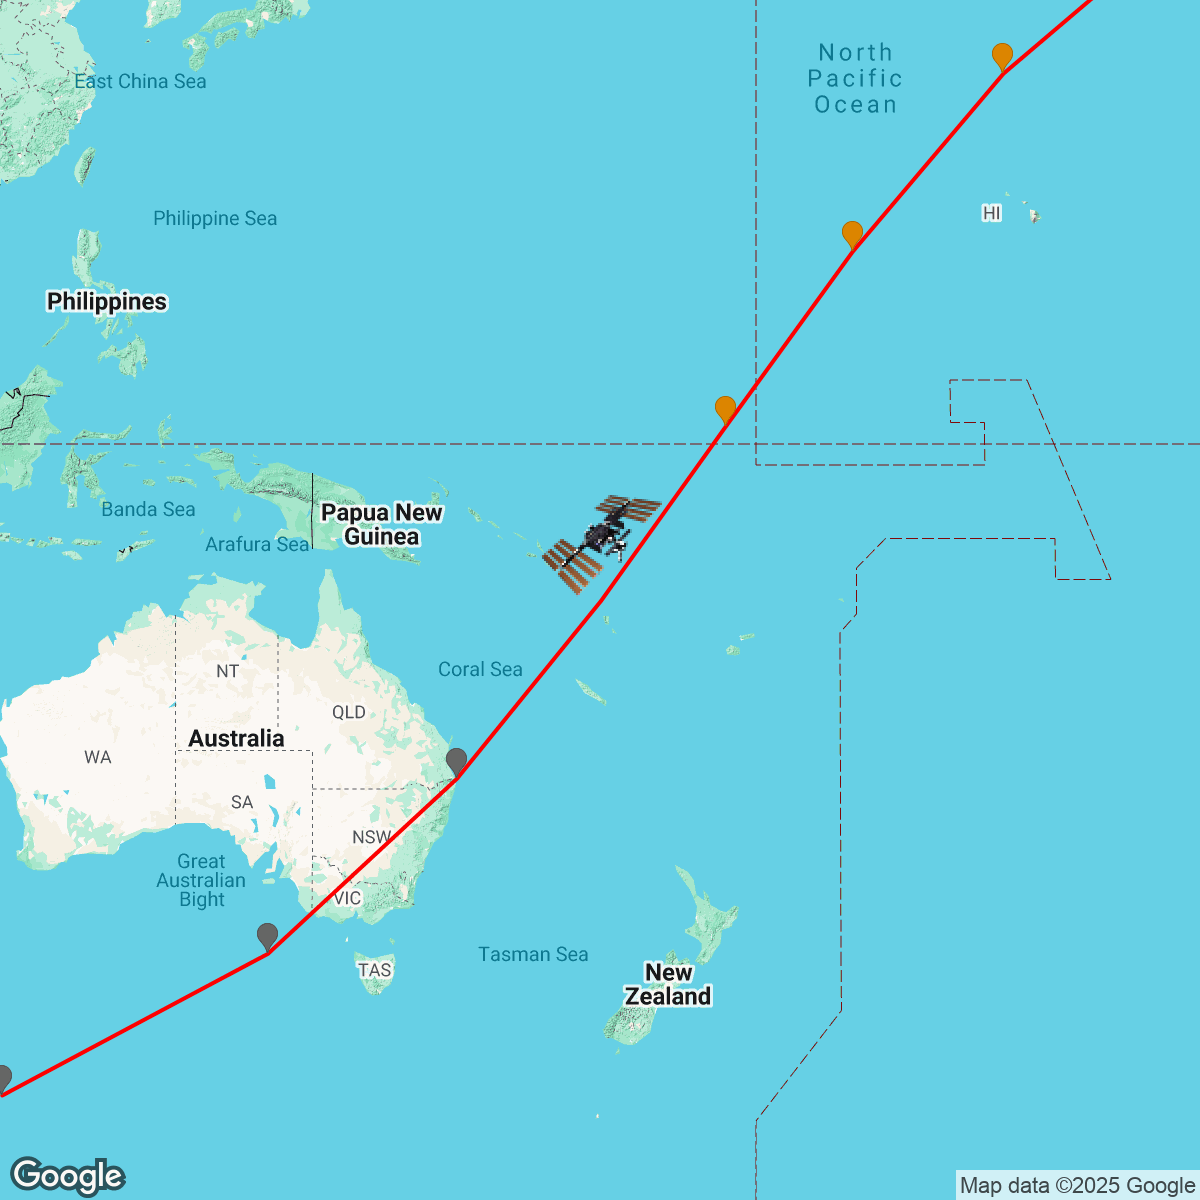 North
Pacific
Ocean
East China Sea
HI
Philippine Sea
Philippines
Banda Sea
Papua New
Guinea
Arafura Sea
Coral Sea
NT
QLD
Australia
WA
SA
NSW
Great
Australian
Bight
VIC
Tasman Sea
TAS
New
Zealand
Google
Map data ©2025 Google